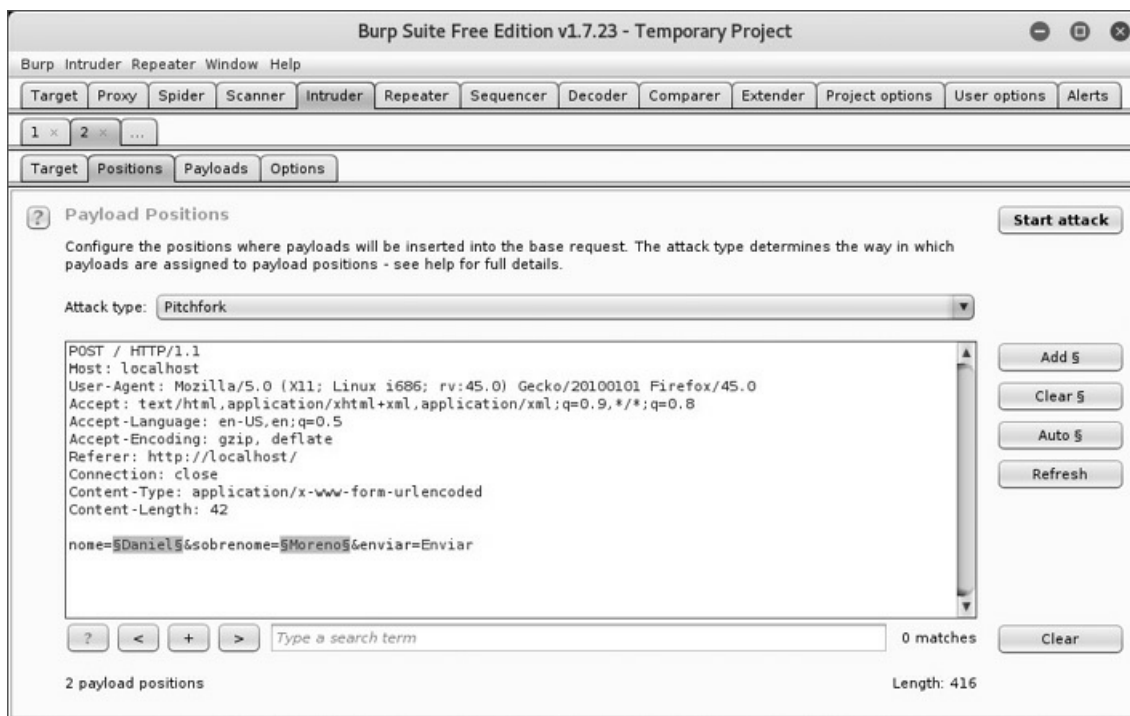 Burp Suite Free Edition v1.7.23 - Temporary Project
Burp Intruder Repeater Window Help
Target Proxy Spider Scanner Intruder Repeater Sequencer Decoder Comparer Extender Project options User options Alerts
1 × 2 × ...
Target Positions Payloads Options
? Payload Positions
Start attack
Configure the positions where payloads will be inserted into the base request. The attack type determines the way in which
payloads are assigned to payload positions - see help for full details.
Attack type: Pitchfork
POST / HTTP/1.1
Host: localhost
User-Agent: Mozilla/5.0 (X11; Linux i686; rv:45.0) Gecko/20100101 Firefox/45.0
Accept: text/html,application/xhtml+xml,application/xml;q=0.9,*/*;q=0.8
Accept-Language: en-US,en;q=0.5
Accept-Encoding: gzip, deflate
Referer: http://localhost/
Connection: close
Content-Type: application/x-www-form-urlencoded
Content-Length: 42
nome=§Daniel§&sobrenome=§Moreno§&enviar=Enviar
Add §
Clear §
Auto §
Refresh
? < + > Type a search term 0 matches Clear
2 payload positions Length: 416